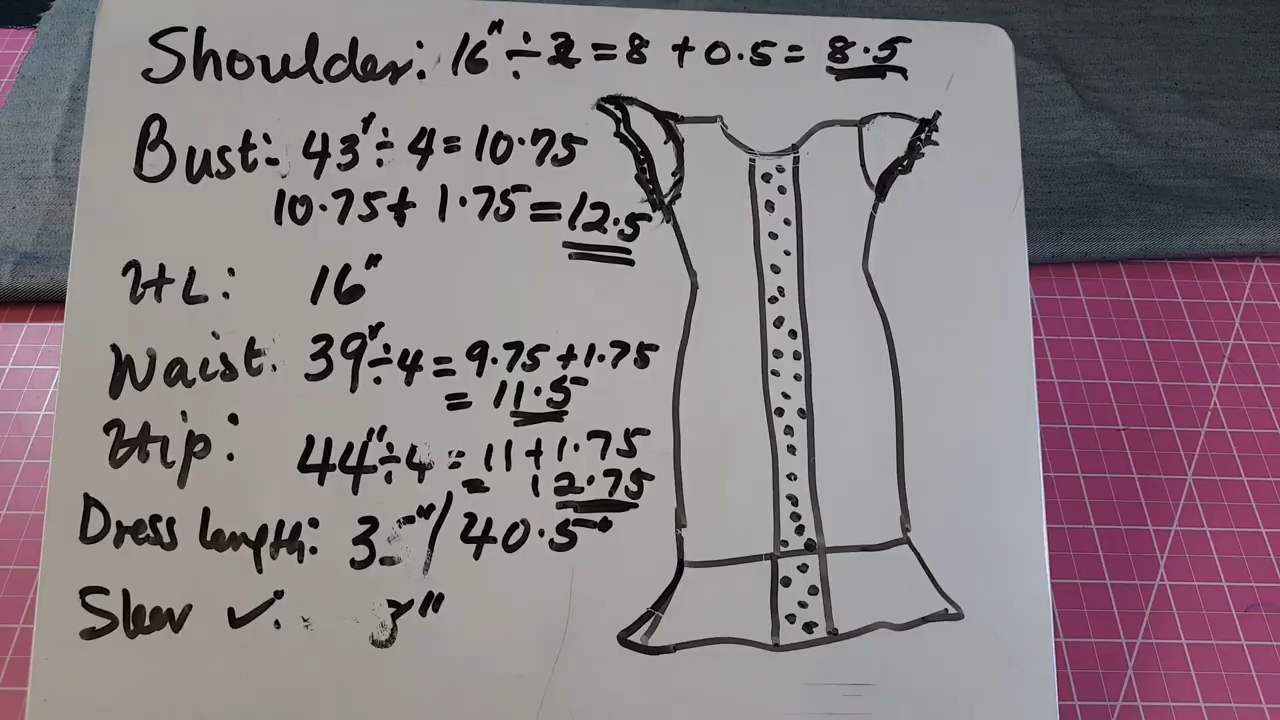 Shoulder: 16" ÷ 2 = 8 + 0.5 = 8.5
Bust: 43" ÷ 4 = 10.75
10.75 + 1.75 = 12.5
HL: 16"
Waist: 39" ÷ 4 = 9.75 + 1.75
= 11.5
Hip: 44" ÷ 4 = 11 + 1.75
= 12.75
Dress length: 35"/40.5"